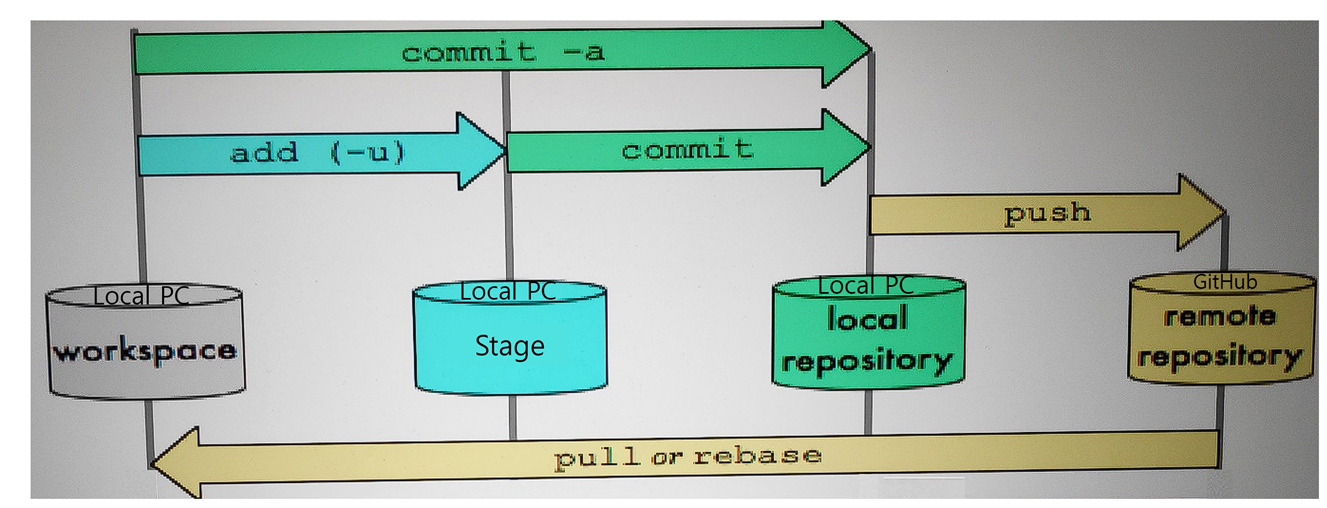 commit -a
add (-u)
commit
push
Local PC
workspace
Local PC
Stage
Local PC
local
repository
GitHub
remote
repository
pull or rebase